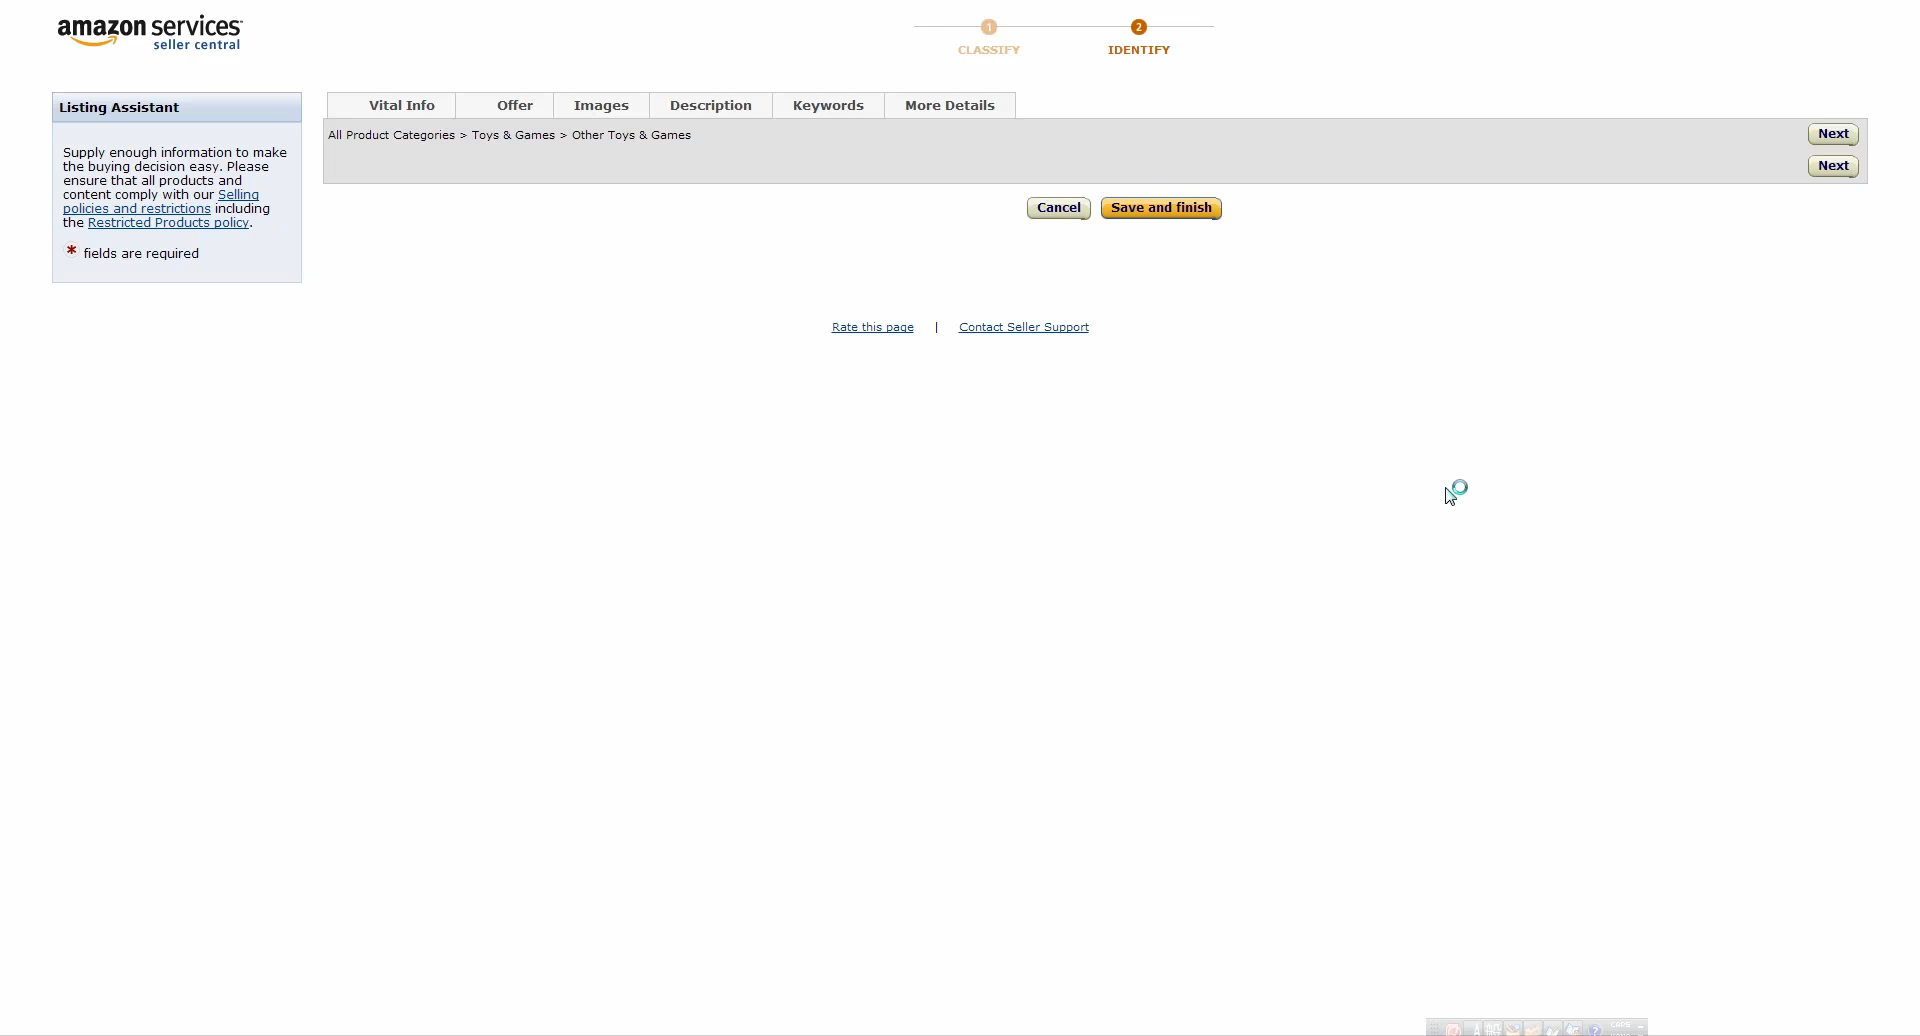 amazon services
seller central
1
CLASSIFY
2
IDENTIFY
Listing Assistant
Supply enough information to make
the buying decision easy. Please
ensure that all products and
content comply with our Selling
policies and restrictions including
the Restricted Products policy.
* fields are required
Vital Info
Offer
Images
Description
Keywords
More Details
All Product Categories > Toys & Games > Other Toys & Games
Next
Next
Cancel
Save and finish
Rate this page | Contact Seller Support